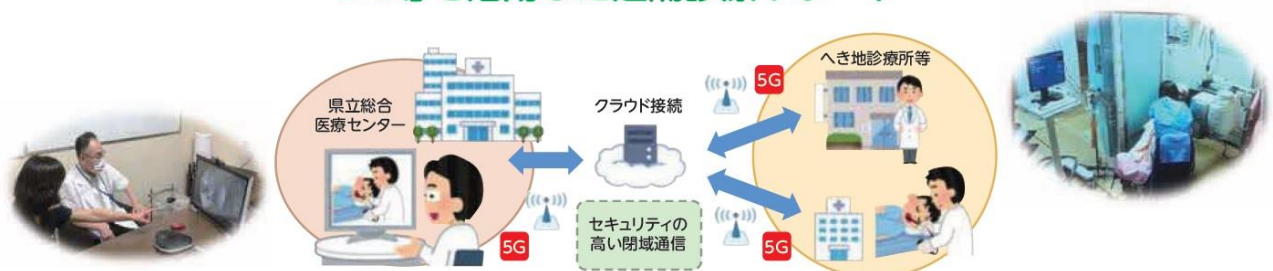 県立総合
医療センター
5G
クラウド接続
セキュリティの
高い閉域通信
5G
へき地診療所等
5G